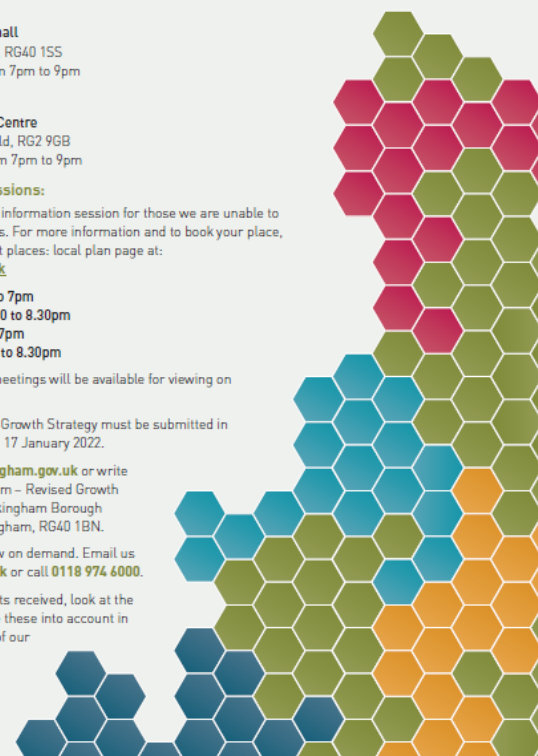 all
RG40 1SS
n 7pm to 9pm
Centre
ld, RG2 9GB
m 7pm to 9pm
ssions:
information session for those we are unable to
s. For more information and to book your place,
t places: local plan page at:
k
o 7pm
0 to 8.30pm
7pm
to 8.30pm
meetings will be available for viewing on
Growth Strategy must be submitted in
17 January 2022.
gham.gov.uk or write
m – Revised Growth
kingham Borough
gham, RG40 1BN.
w on demand. Email us
k or call 0118 974 6000.
ts received, look at the
these into account in
of our